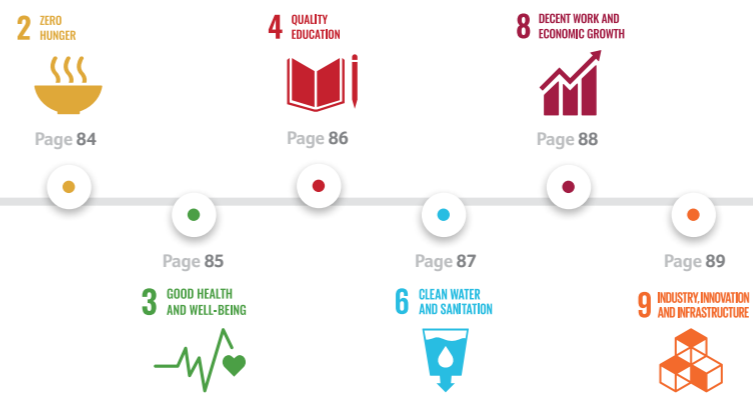 2 ZERO
HUNGER
Page 84
4 QUALITY
EDUCATION
Page 86
8 DECENT WORK AND
ECONOMIC GROWTH
Page 88
Page 85
3 GOOD HEALTH
AND WELL-BEING
Page 87
6 CLEAN WATER
AND SANITATION
Page 89
9 INDUSTRY, INNOVATION
AND INFRASTRUCTURE